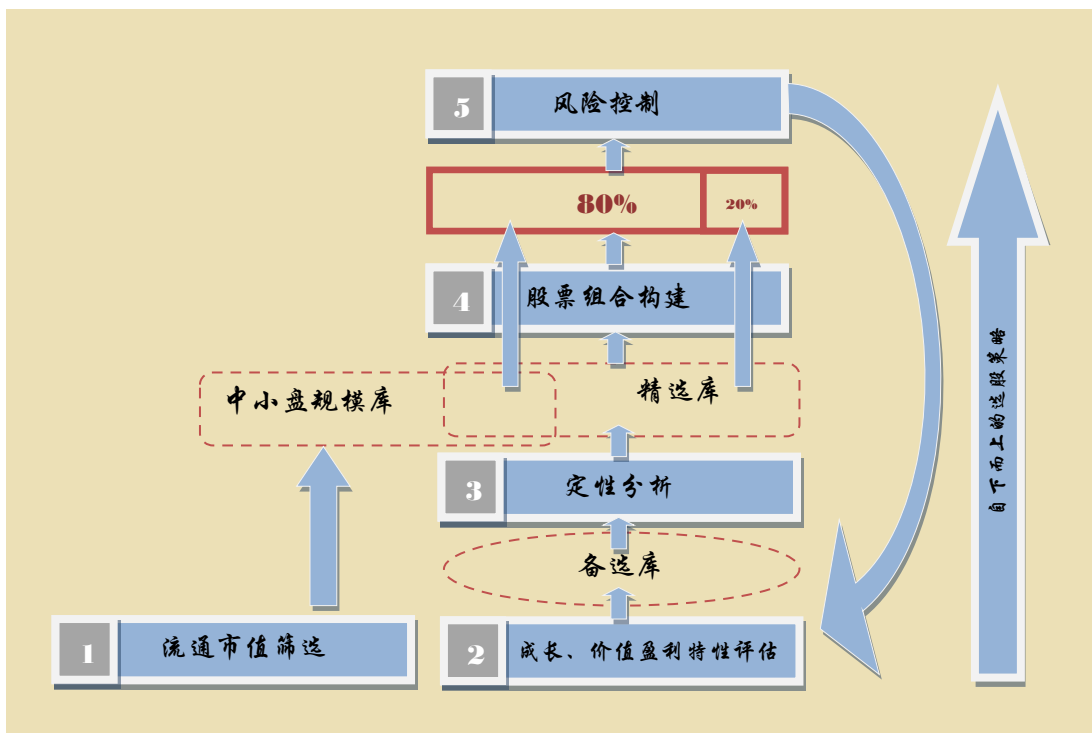 5 风险控制
80% 20%
4 股票组合构建
中小盘规模库
精选库
3 定性分析
备选库
1 流通市值筛选
2 成长、价值盈利特性评估
自下而上的选股策略